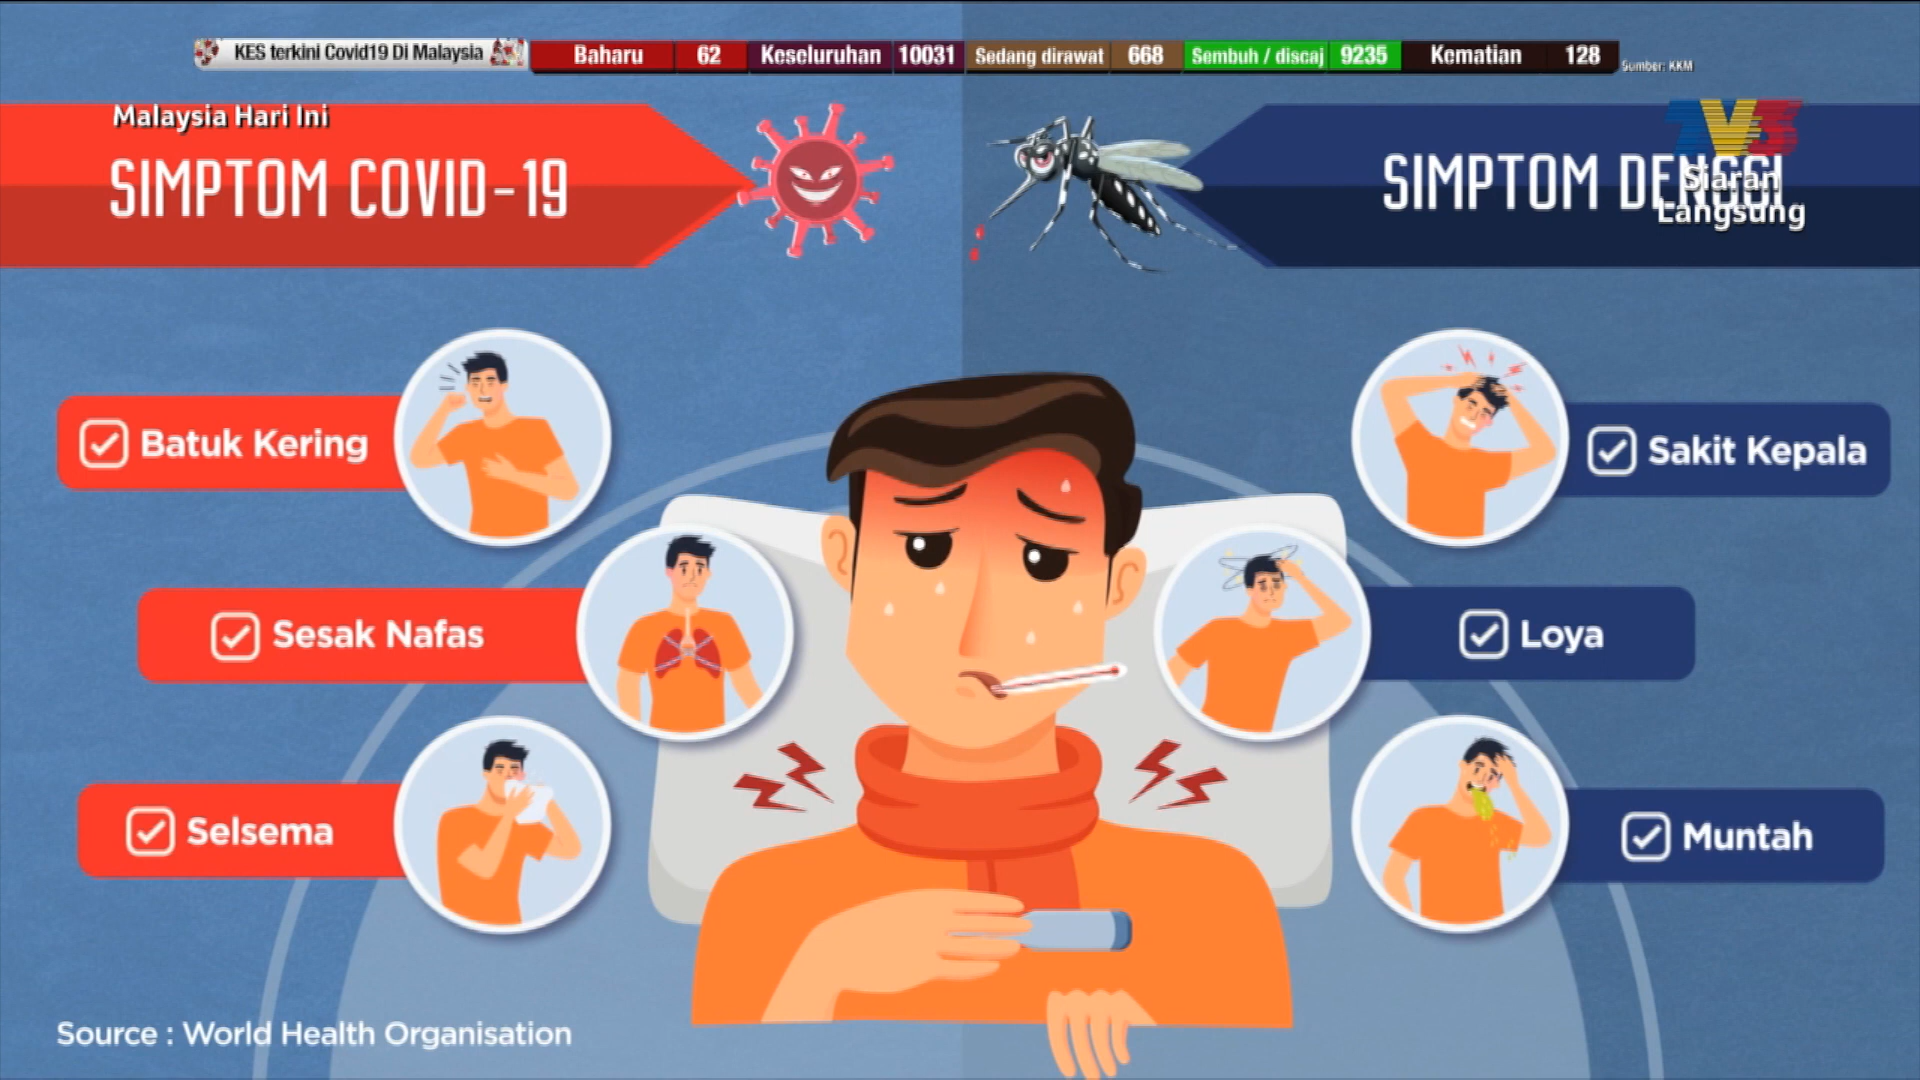 KES terkini Covid19 Di Malaysia Baharu 62 Keseluruhan 10031 Sedang dirawat 668 Sembuh / discaj 9235 Kematian 128
Sumber: KKM
Malaysia Hari Ini
SIMPTOM COVID-19
TV3
SIMPTOM DENGGI
Siaran
Langsung
Batuk Kering
Sakit Kepala
Sesak Nafas
Loya
Selsema
Muntah
Source : World Health Organisation